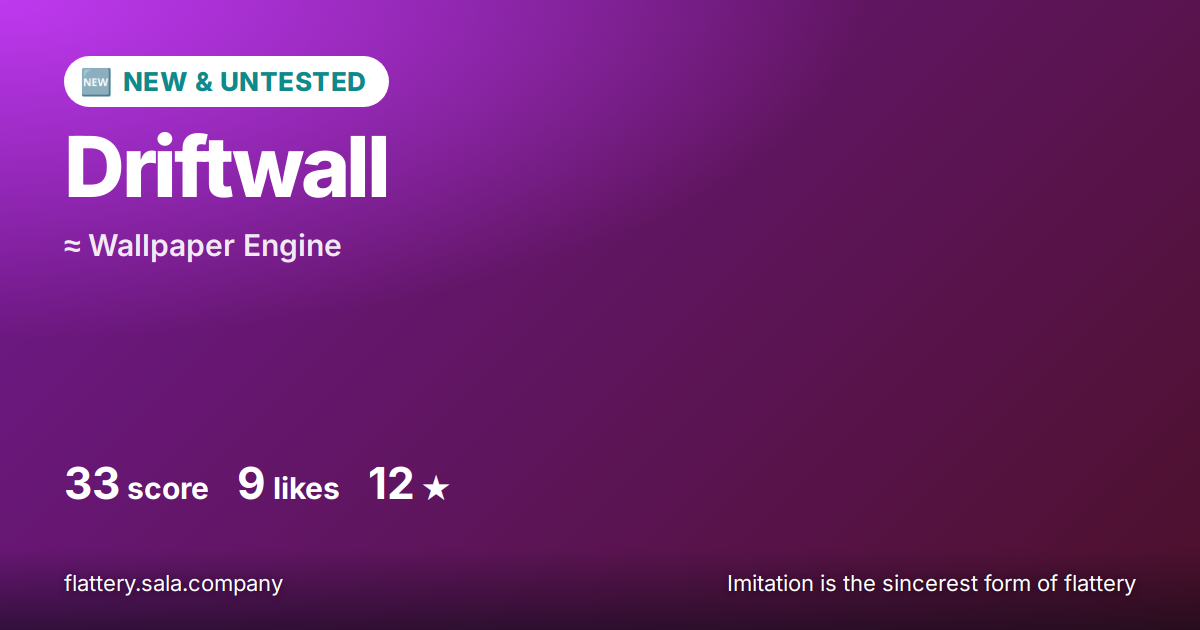 🆕 NEW & UNTESTED
Driftwall
≈ Wallpaper Engine
33 score 9 likes 12 ★
flattery.sala.company
Imitation is the sincerest form of flattery